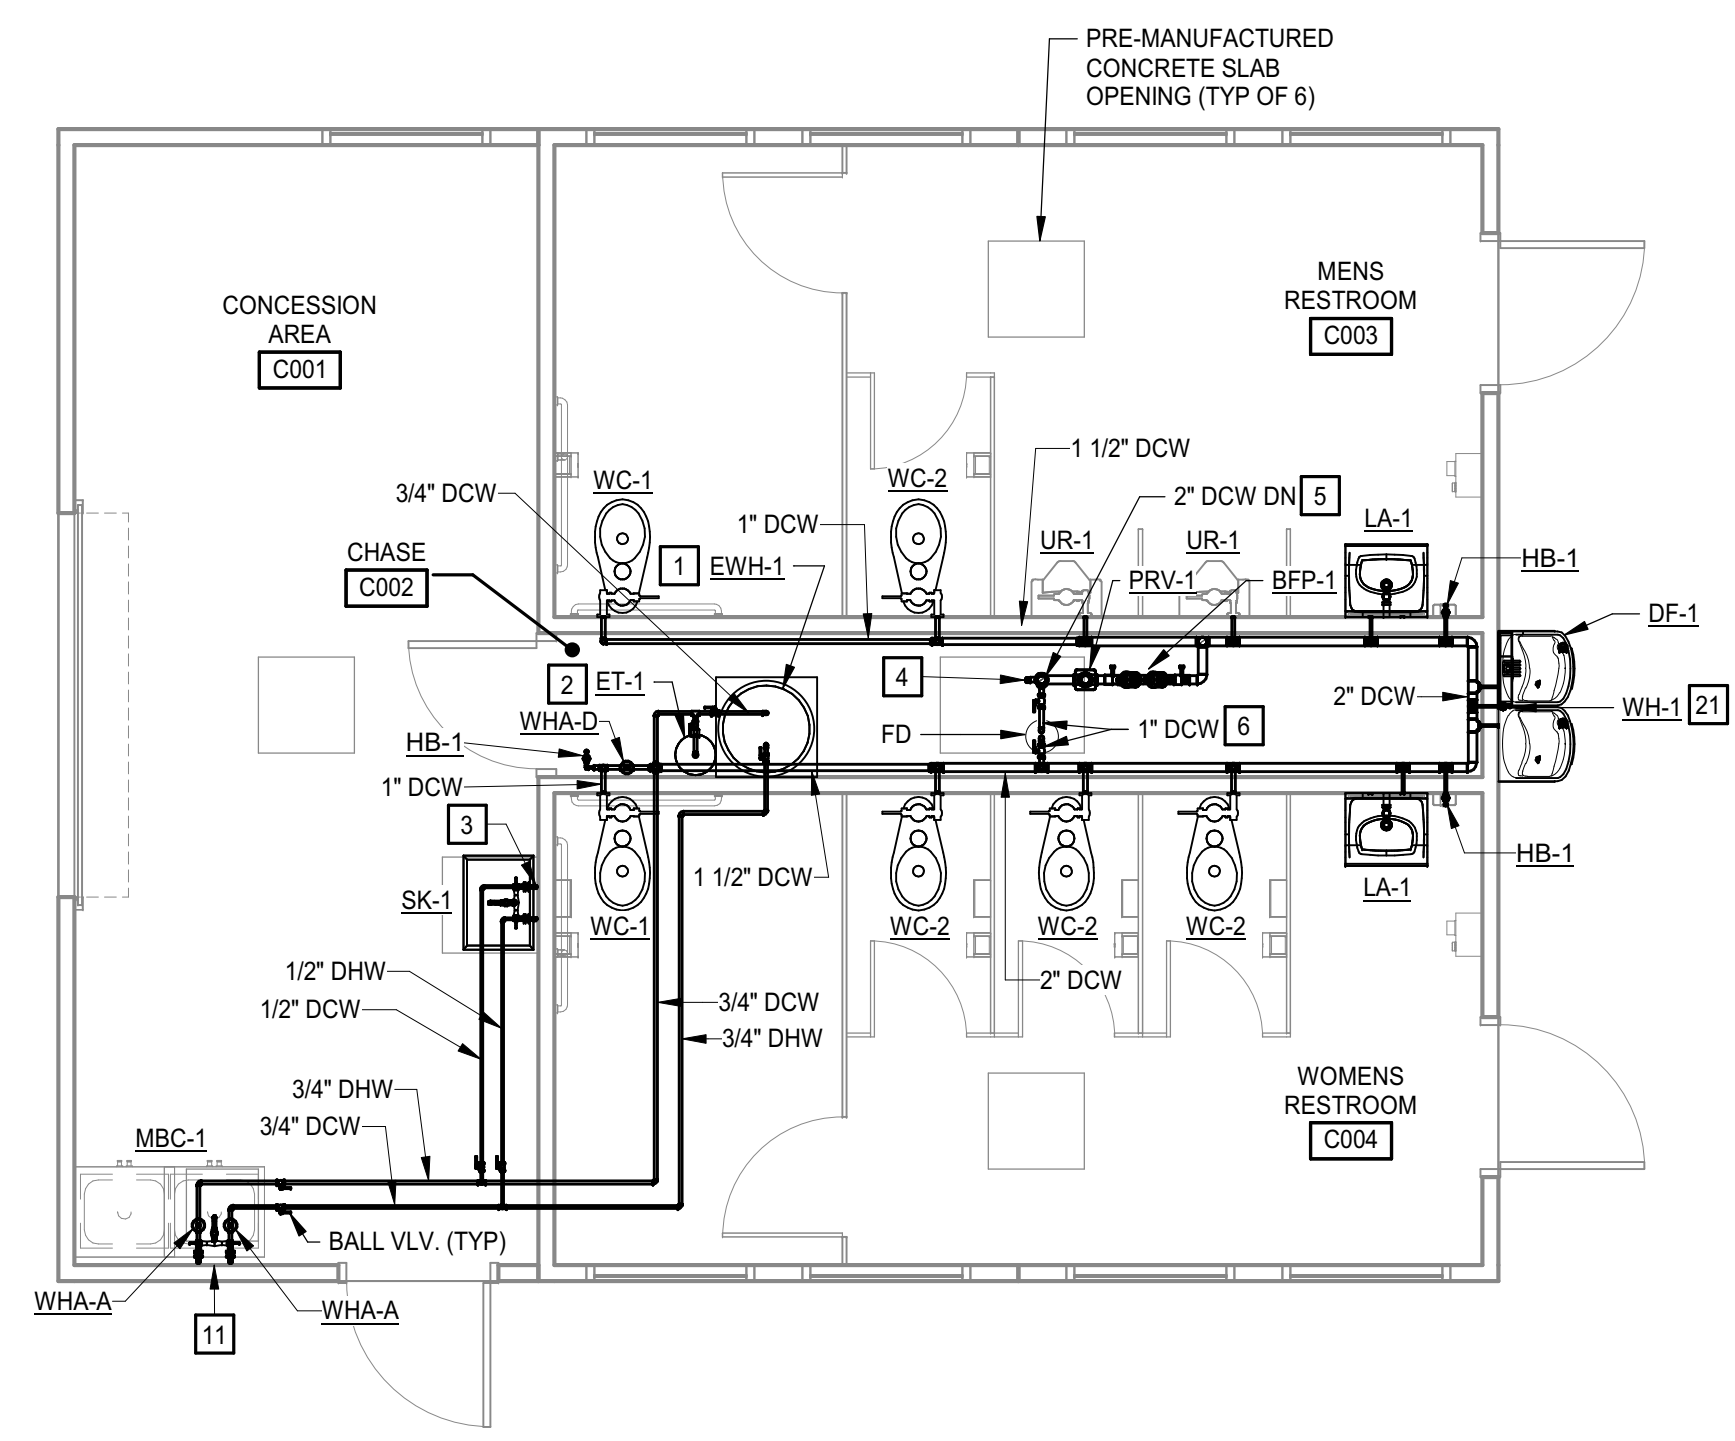 PRE-MANUFACTURED
CONCRETE SLAB
OPENING (TYP OF 6)
CONCESSION
AREA
C001
MENS
RESTROOM
C003
1 1/2" DCW
3/4" DCW
WC-1
WC-2
2" DCW DN
5
1" DCW
LA-1
UR-1
UR-1
CHASE
C002
1
EWH-1
PRV-1
BFP-1
HB-1
DF-1
2
ET-1
4
2" DCW
WH-1
21
WHA-D
HB-1
FD
1" DCW
6
1" DCW
3
1 1/2" DCW
HB-1
SK-1
WC-1
WC-2
WC-2
WC-2
LA-1
1/2" DHW
1/2" DCW
2" DCW
3/4" DCW
3/4" DHW
3/4" DHW
3/4" DCW
WOMENS
RESTROOM
C004
MBC-1
BALL VLV. (TYP)
WHA-A
WHA-A
11